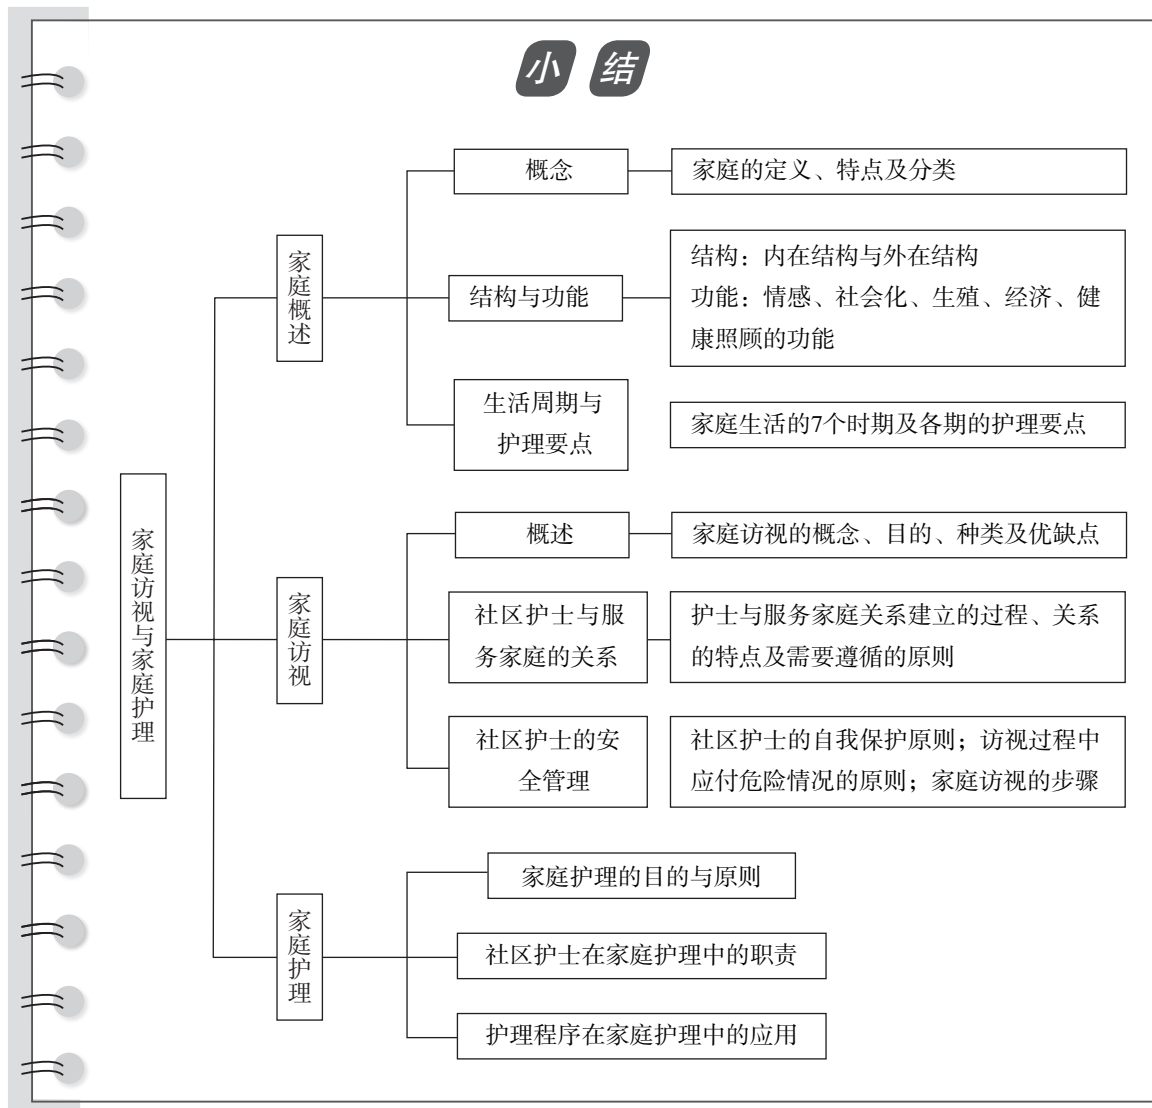 小结
家庭访视与家庭护理
家庭概述
概念
家庭的定义、特点及分类
结构与功能
结构：内在结构与外在结构
功能：情感、社会化、生殖、经济、健
康照顾的功能
生活周期与
护理要点
家庭生活的7个时期及各期的护理要点
家庭访视
概述
家庭访视的概念、目的、种类及优缺点
社区护士与服
务家庭的关系
护士与服务家庭关系建立的过程、关系
的特点及需要遵循的原则
社区护士的安
全管理
社区护士的自我保护原则；访视过程中
应付危险情况的原则；家庭访视的步骤
家庭护理
家庭护理的目的与原则
社区护士在家庭护理中的职责
护理程序在家庭护理中的应用